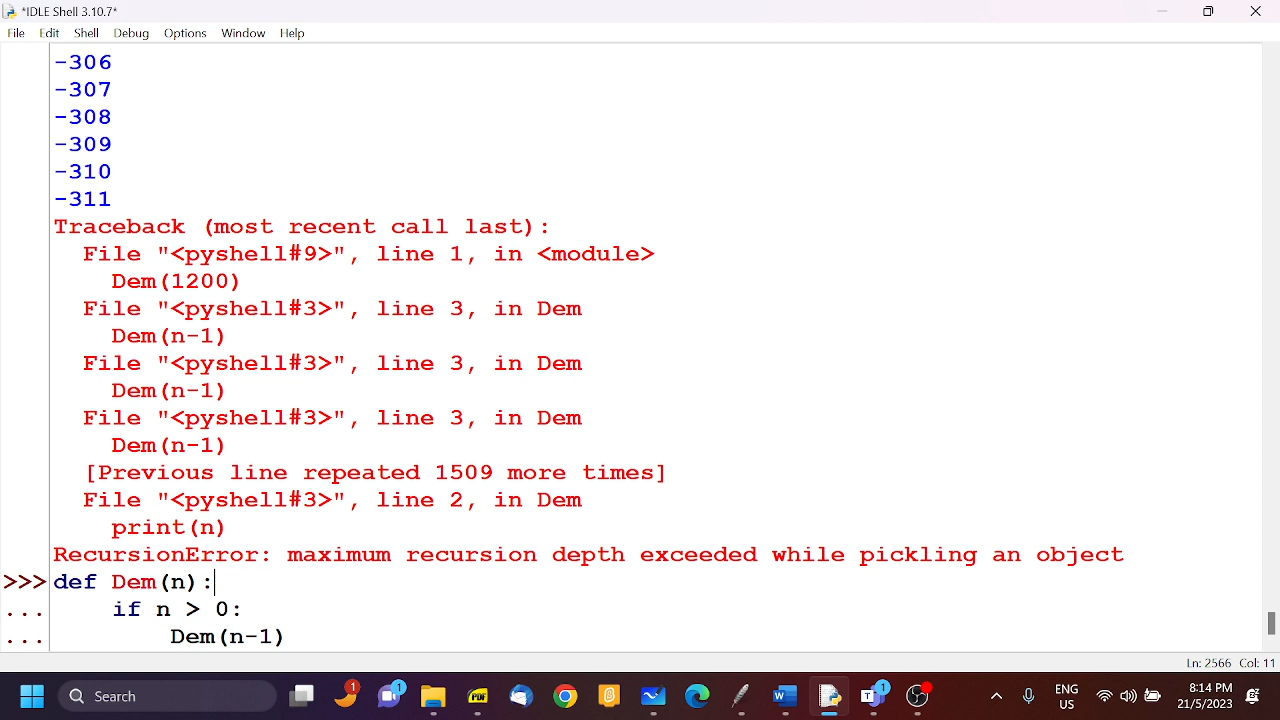 *IDLE Shell 3.10.7*
File Edit Shell Debug Options Window Help
-306
-307
-308
-309
-310
-311
Traceback (most recent call last):
  File "<pyshell#9>", line 1, in <module>
    Dem(1200)
  File "<pyshell#3>", line 3, in Dem
    Dem(n-1)
  File "<pyshell#3>", line 3, in Dem
    Dem(n-1)
  File "<pyshell#3>", line 3, in Dem
    Dem(n-1)
  [Previous line repeated 1509 more times]
  File "<pyshell#3>", line 2, in Dem
    print(n)
RecursionError: maximum recursion depth exceeded while pickling an object
>>> def Dem(n):
...     if n > 0:
...         Dem(n-1)
Ln: 2566 Col: 11
Search
1
1
PDF
W
T
1
ENG
US
8:14 PM
21/5/2023